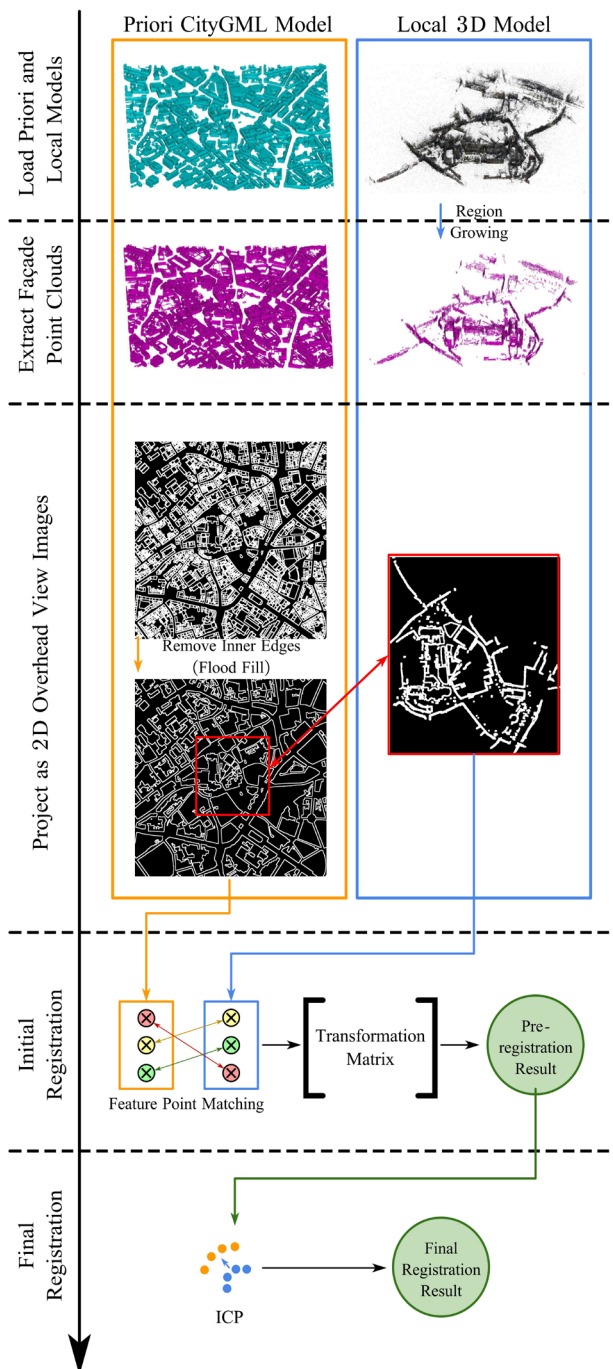 Priori CityGML Model
Local 3D Model
Load Priori and
Local Models
Region
Growing
Extract Façade
Point Clouds
Project as 2D Overhead View Images
Remove Inner Edges
(Flood Fill)
Initial
Registration
Feature Point Matching
Transformation
Matrix
Pre-
registration
Result
Final
Registration
ICP
Final
Registration
Result